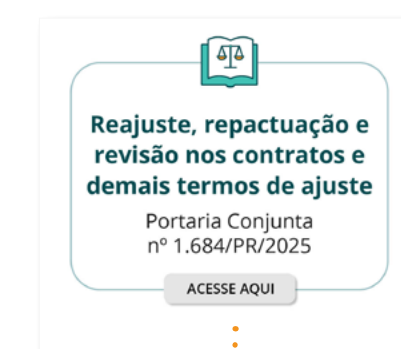 Reajuste, repactuação e
revisão nos contratos e
demais termos de ajuste
Portaria Conjunta
nº 1.684/PR/2025
ACESSE AQUI